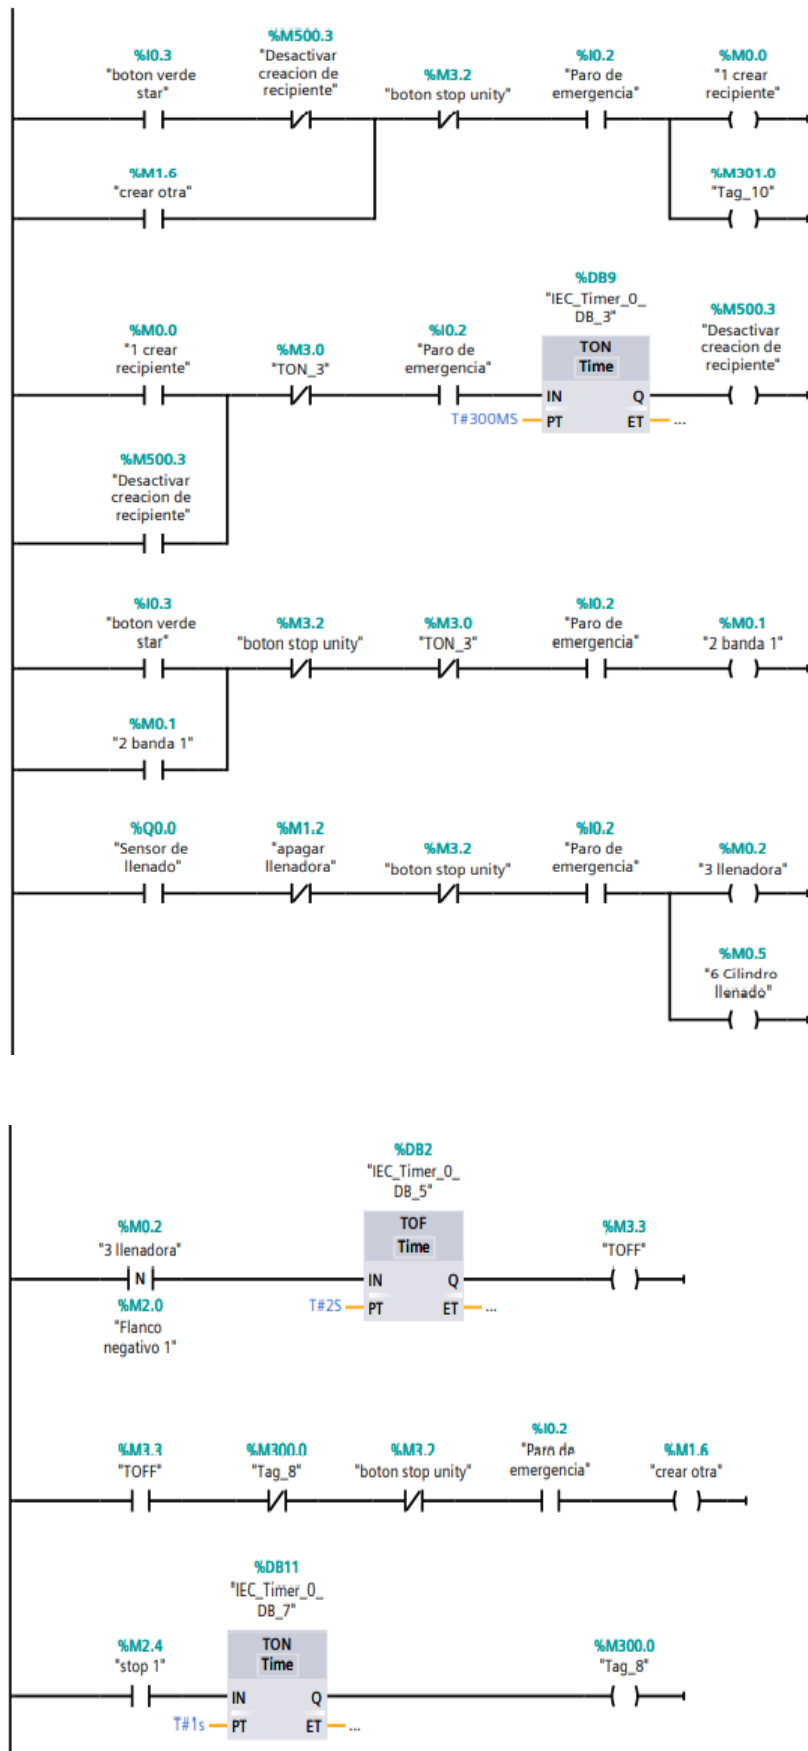 %I0.3
"boton verde
star"
%M500.3
"Desactivar
creacion de
recipiente"
%M3.2
"boton stop unity"
%I0.2
"Paro de
emergencia"
%M0.0
"1 crear
recipiente"
%M1.6
"crear otra"
%M301.0
"Tag_10"
%M0.0
"1 crear
recipiente"
%M3.0
"TON_3"
%I0.2
"Paro de
emergencia"
%DB9
"IEC_Timer_0_
DB_3"
TON
Time
IN Q
T#300MS PT ET ...
%M500.3
"Desactivar
creacion de
recipiente"
%M500.3
"Desactivar
creacion de
recipiente"
%I0.3
"boton verde
star"
%M3.2
"boton stop unity"
%M3.0
"TON_3"
%I0.2
"Paro de
emergencia"
%M0.1
"2 banda 1"
%M0.1
"2 banda 1"
%Q0.0
"Sensor de
llenado"
%M1.2
"apagar
llenadora"
%M3.2
"boton stop unity"
%I0.2
"Paro de
emergencia"
%M0.2
"3 llenadora"
%M0.5
"6 Cilindro
llenado"
%M0.2
"3 llenadora"
N
%M2.0
"Flanco
negativo 1"
%DB2
"IEC_Timer_0_
DB_5"
TOF
Time
IN Q
T#2S PT ET ...
%M3.3
"TOFF"
%M3.3
"TOFF"
%M300.0
"Tag_8"
%M3.2
"boton stop unity"
%I0.2
"Paro de
emergencia"
%M1.6
"crear otra"
%M2.4
"stop 1"
%DB11
"IEC_Timer_0_
DB_7"
TON
Time
IN Q
T#1s PT ET ...
%M300.0
"Tag_8"